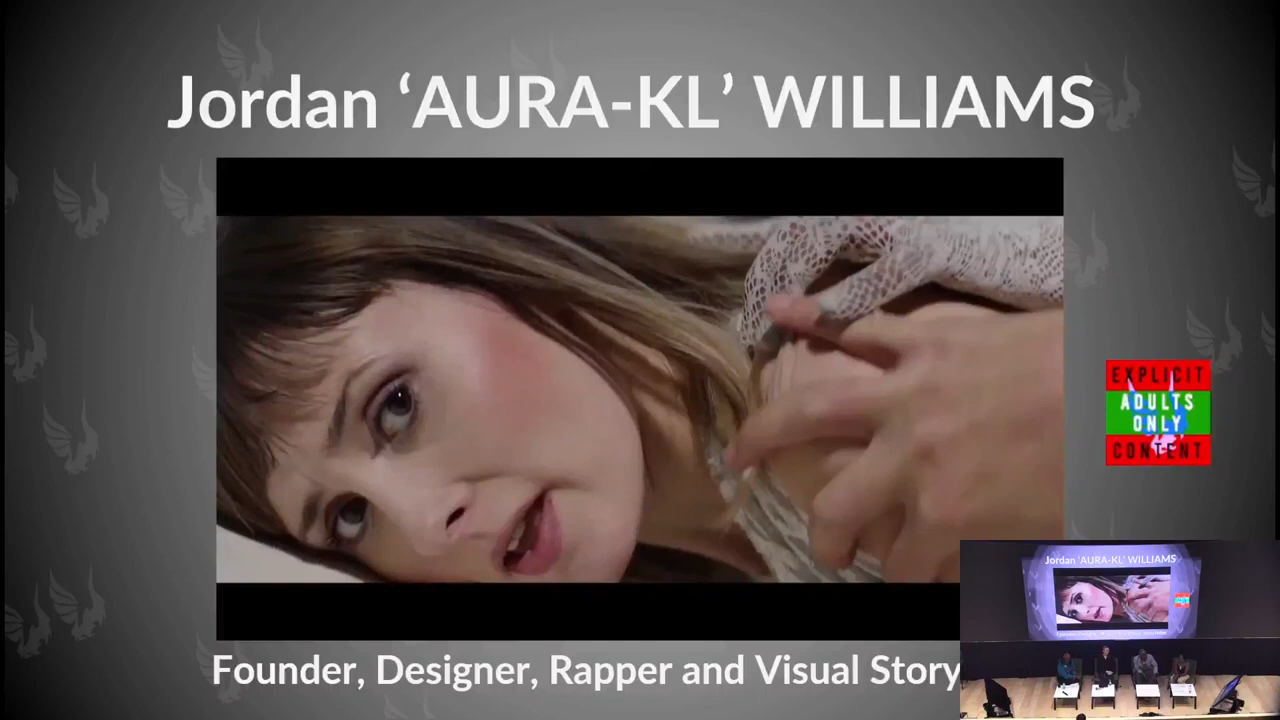 Jordan ‘AURA-KL’ WILLIAMS
EXPLICIT
ADULTS
ONLY
CONTENT
Founder, Designer, Rapper and Visual Story
Jordan ‘AURA-KL’ WILLIAMS